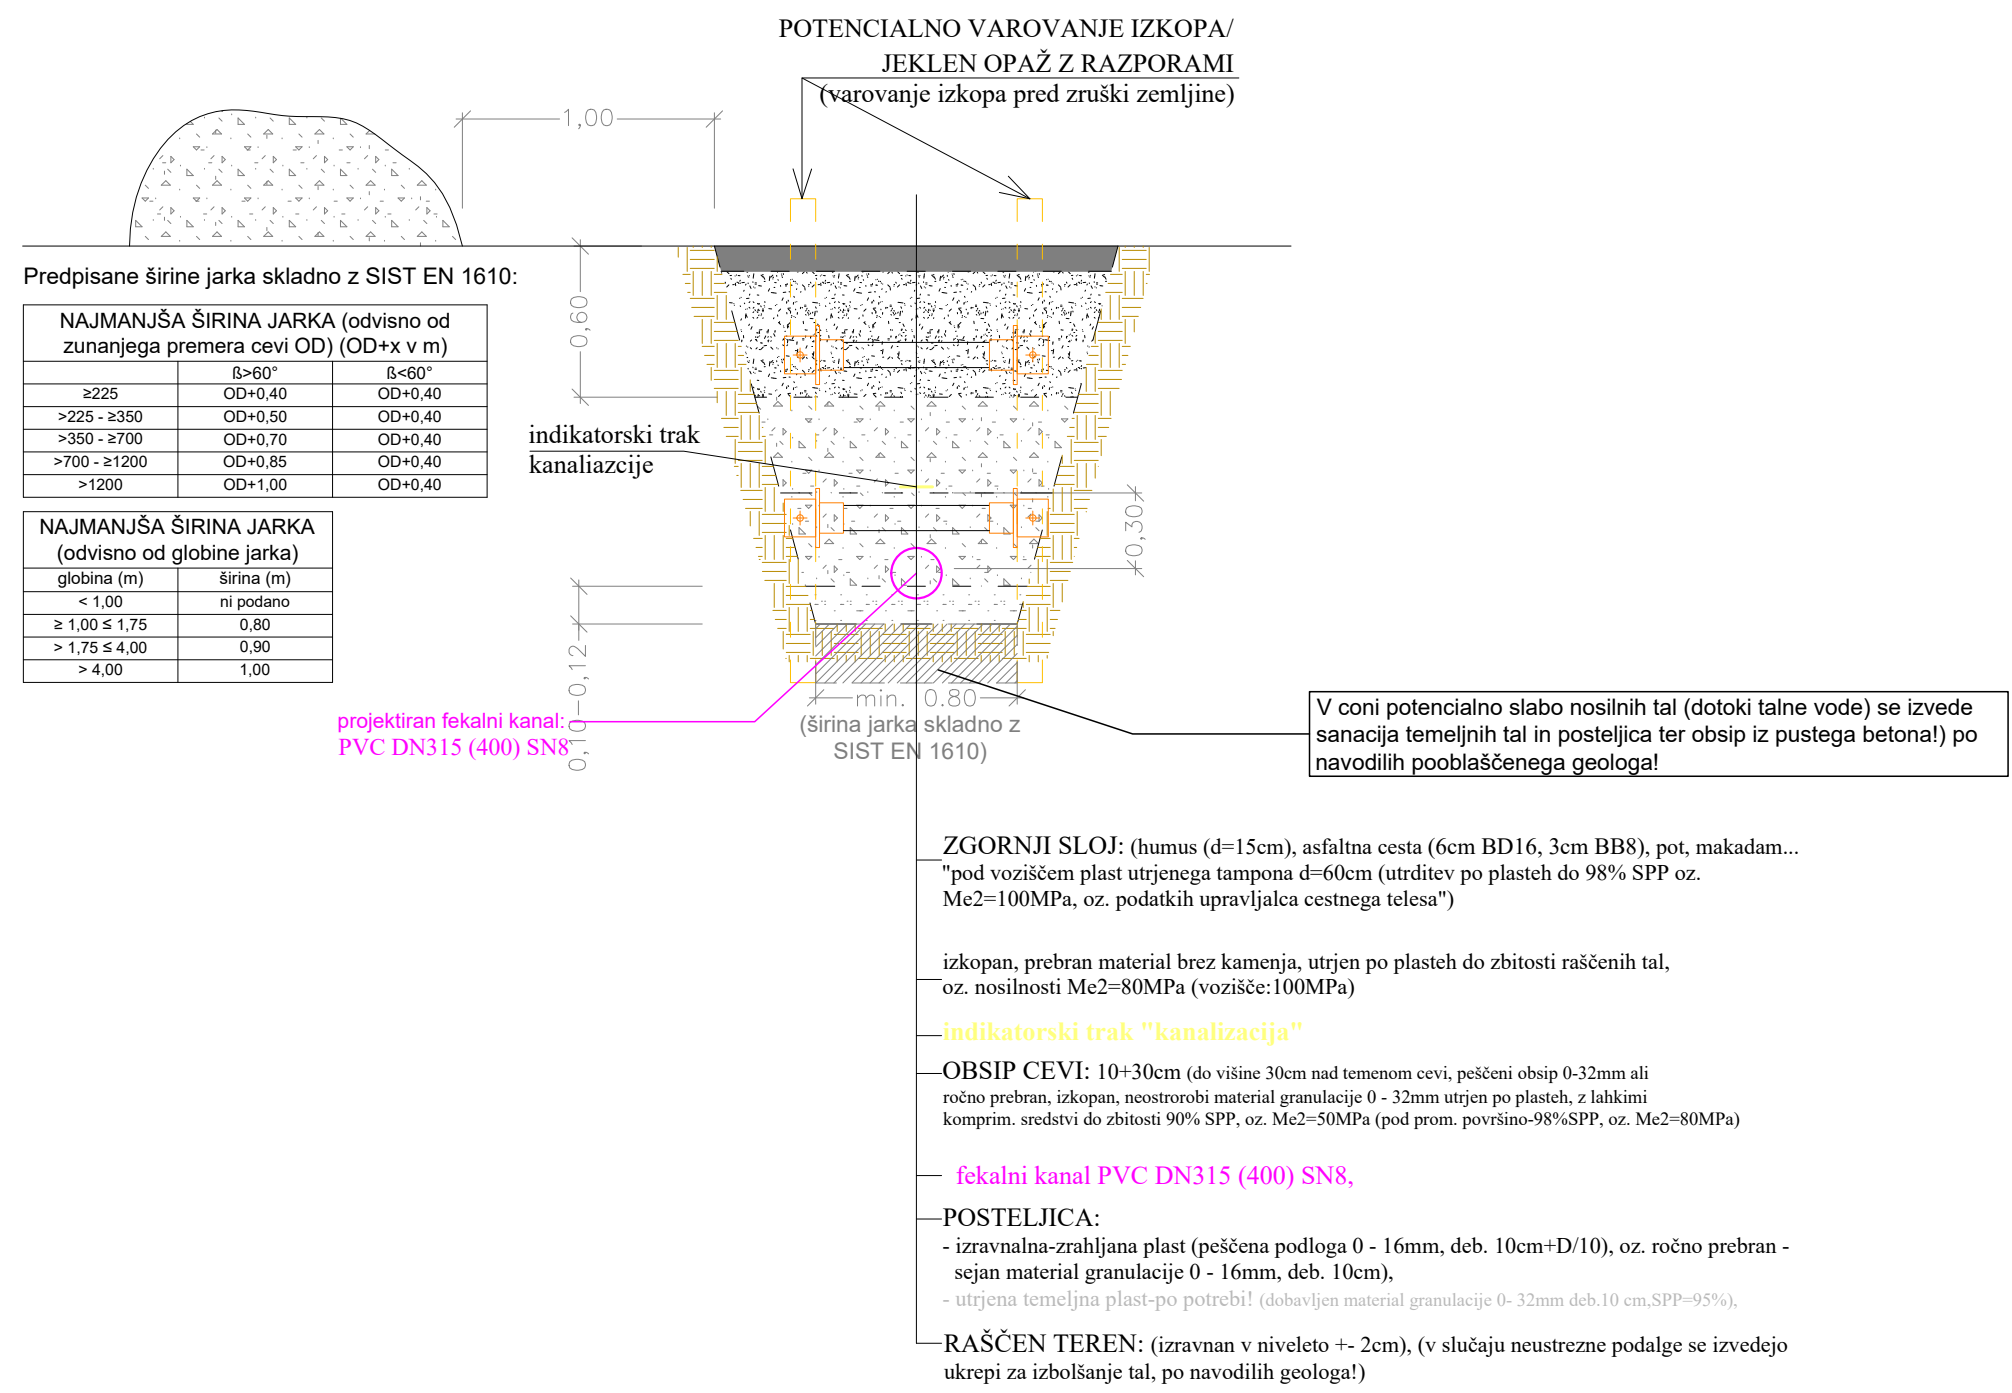 POTENCIALNO VAROVANJE IZKOPA/
JEKLEN OPAŽ Z RAZPORAMI
(varovanje izkopa pred zruški zemljine)
1,00
Predpisane širine jarka skladno z SIST EN 1610:
NAJMANJŠA ŠIRINA JARKA (odvisno od
zunanjega premera cevi OD) (OD+x v m)
ß>60° ß<60°
≥225 OD+0,40 OD+0,40
>225 - ≥350 OD+0,50 OD+0,40
>350 - ≥700 OD+0,70 OD+0,40
>700 - ≥1200 OD+0,85 OD+0,40
>1200 OD+1,00 OD+0,40
NAJMANJŠA ŠIRINA JARKA
(odvisno od globine jarka)
globina (m) širina (m)
< 1,00 ni podano
≥ 1,00 ≤ 1,75 0,80
> 1,75 ≤ 4,00 0,90
> 4,00 1,00
0,60
indikatorski trak
kanaliazcije
0,30
0,10-0,12
projektiran fekalni kanal:
PVC DN315 (400) SN8
min. 0.80
(širina jarka skladno z
SIST EN 1610)
V coni potencialno slabo nosilnih tal (dotoki talne vode) se izvede
sanacija temeljnih tal in posteljica ter obsip iz pustega betona!) po
navodilih pooblaščenega geologa!
ZGORNJI SLOJ: (humus (d=15cm), asfaltna cesta (6cm BD16, 3cm BB8), pot, makadam...
"pod voziščem plast utrjenega tampona d=60cm (utrditev po plasteh do 98% SPP oz.
Me2=100MPa, oz. podatkih upravljalca cestnega telesa")
izkopan, prebran material brez kamenja, utrjen po plasteh do zbitosti raščenih tal,
oz. nosilnosti Me2=80MPa (vozišče:100MPa)
indikatorski trak "kanalizacija"
OBSIP CEVI: 10+30cm (do višine 30cm nad temenom cevi, peščeni obsip 0-32mm ali
ročno prebran, izkopan, neostrorobi material granulacije 0 - 32mm utrjen po plasteh, z lahkimi
komprim. sredstvi do zbitosti 90% SPP, oz. Me2=50MPa (pod prom. površino-98%SPP, oz. Me2=80MPa)
fekalni kanal PVC DN315 (400) SN8,
POSTELJICA:
- izravnalna-zrahljana plast (peščena podloga 0 - 16mm, deb. 10cm+D/10), oz. ročno prebran -
sejan material granulacije 0 - 16mm, deb. 10cm),
- utrjena temeljna plast-po potrebi! (dobavljen material granulacije 0- 32mm deb.10 cm,SPP=95%),
RAŠČEN TEREN: (izravnan v niveleto +- 2cm), (v slučaju neustrezne podalge se izvedejo
ukrepi za izbolšanje tal, po navodilih geologa!)